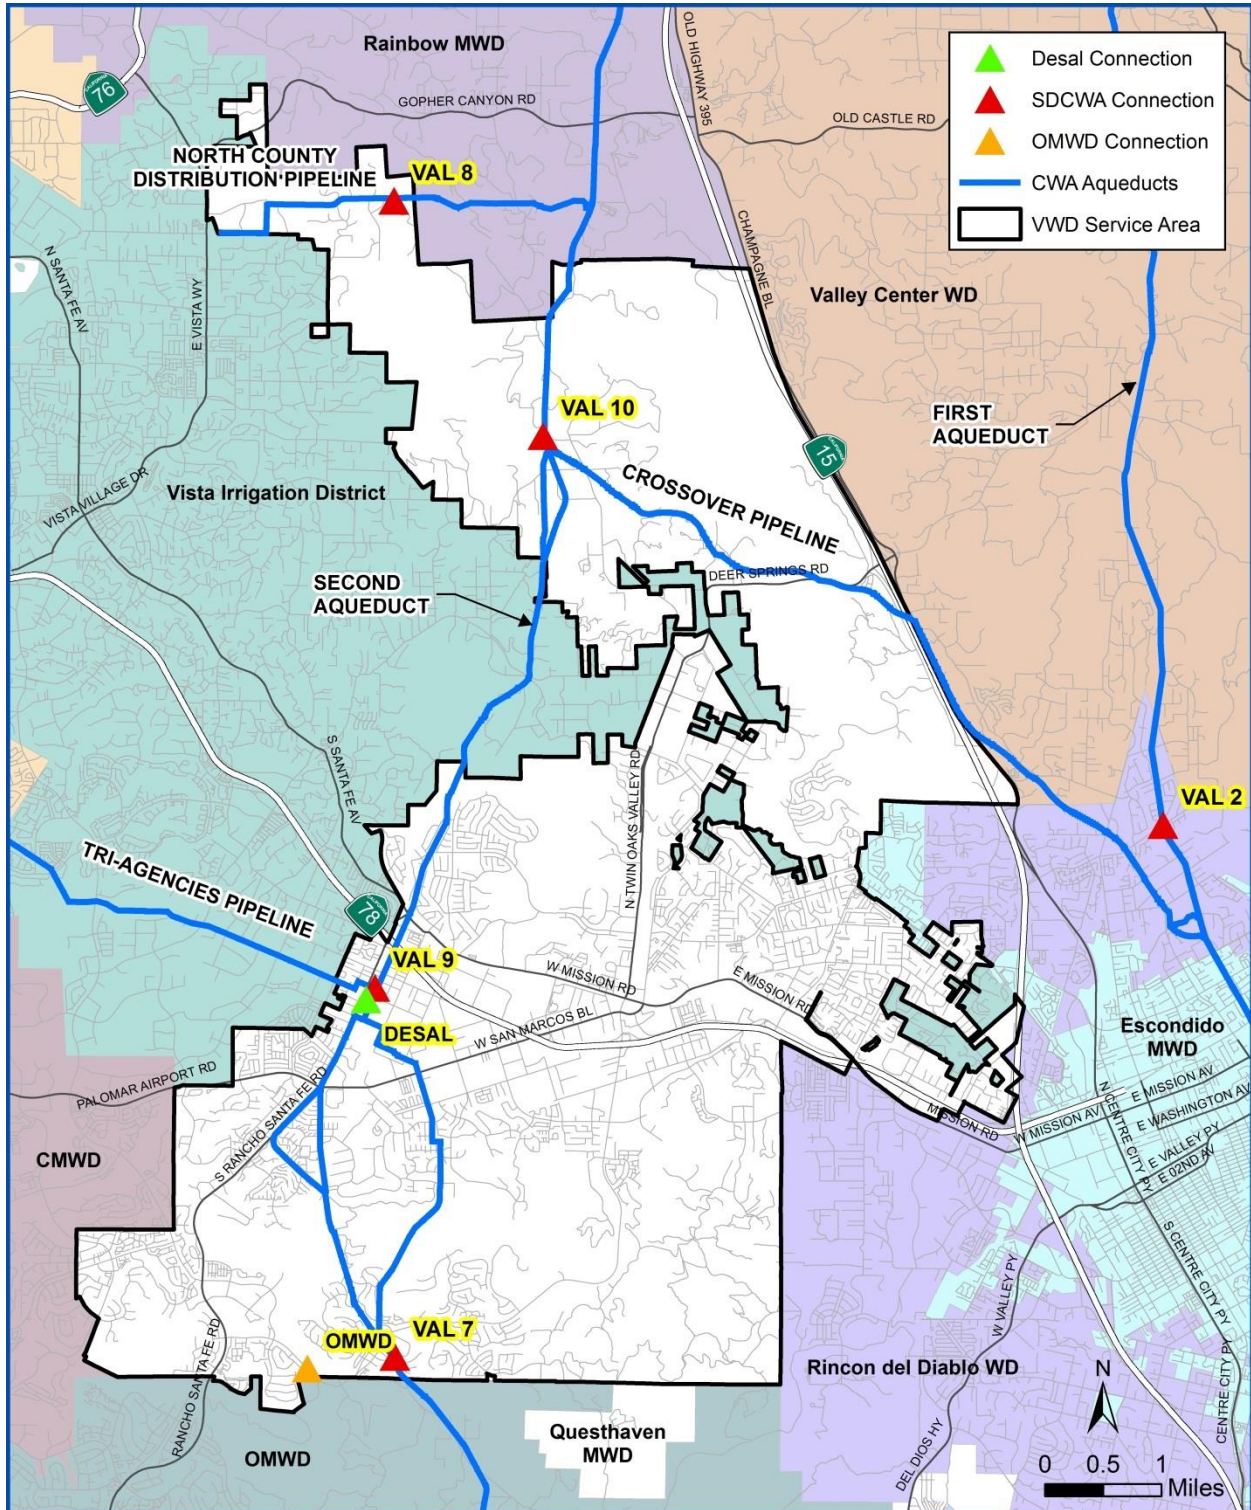 Rainbow MWD
OLD HIGHWAY 395
CALIFORNIA
76
GOPHER CANYON RD
OLD CASTLE RD
Desal Connection
SDCWA Connection
OMWD Connection
CWA Aqueducts
VWD Service Area
NORTH COUNTY
DISTRIBUTION PIPELINE
VAL 8
N SANTA FE AV
E VISTA WY
CHAMPAGNE BL
Valley Center WD
VAL 10
FIRST
AQUEDUCT
CALIFORNIA
15
VISTA VILLAGE DR
Vista Irrigation District
CROSSOVER PIPELINE
DEER SPRINGS RD
SECOND
AQUEDUCT
S SANTA FE AV
N TWIN OAKS VALLEY RD
VAL 2
TRI-AGENCIES PIPELINE
CALIFORNIA
78
VAL 9
W MISSION RD
E MISSION RD
DESAL
W SAN MARCOS BL
Escondido
MWD
PALOMAR AIRPORT RD
S RANCHO SANTA FE RD
MISSION RD
W MISSION AV
E MISSION AV
E WASHINGTON AV
N CENTRE CITY PY
E VALLEY PY
E 02ND AV
CMWD
S CENTRE CITY PY
W VALLEY PY
OMWD
VAL 7
Rincon del Diablo WD
RANCHO SANTA FE RD
CENTRE CITY PY
N
OMWD
Questhaven
MWD
DEL DIOS HY
0 0.5 1
Miles